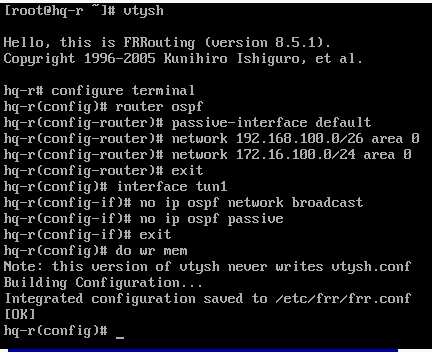 [root@hq-r ~]# vtysh
Hello, this is FRRouting (version 8.5.1).
Copyright 1996-2005 Kunihiro Ishiguro, et al.
hq-r# configure terminal
hq-r(config)# router ospf
hq-r(config-router)# passive-interface default
hq-r(config-router)# network 192.168.100.0/26 area 0
hq-r(config-router)# network 172.16.100.0/24 area 0
hq-r(config-router)# exit
hq-r(config)# interface tun1
hq-r(config-if)# no ip ospf network broadcast
hq-r(config-if)# no ip ospf passive
hq-r(config-if)# exit
hq-r(config)# do wr mem
Note: this version of vtysh never writes vtysh.conf
Building Configuration...
Integrated configuration saved to /etc/frr/frr.conf
[OK]
hq-r(config)# _